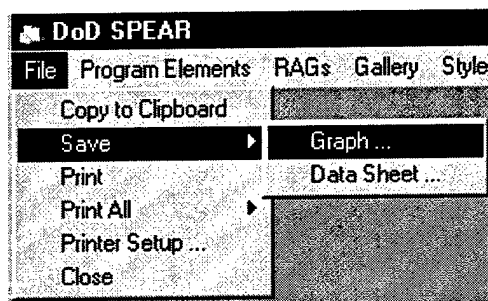 DoD SPEAR
File Program Elements RAGs Gallery Style
Copy to Clipboard
Save Graph ...
Print Data Sheet ...
Print All
Printer Setup ...
Close